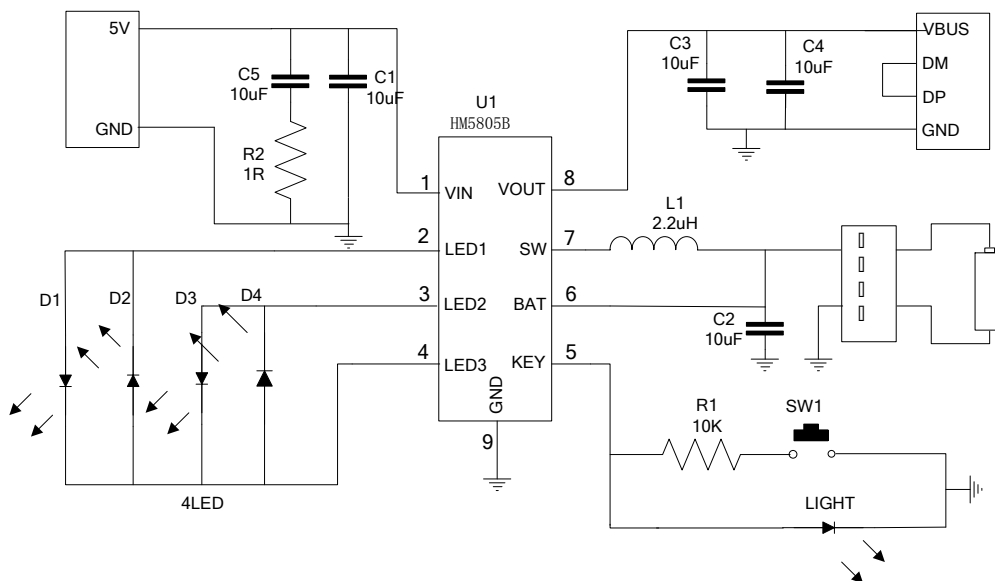 5V
GND
C5
10uF
C1
10uF
R2
1R
U1
HM5805B
1
VIN
2
LED1
3
LED2
4
LED3
GND
9
VOUT
8
SW
7
BAT
6
KEY
5
C3
10uF
C4
10uF
VBUS
DM
DP
GND
L1
2.2uH
C2
10uF
D1
D2
D3
D4
4LED
R1
10K
SW1
LIGHT